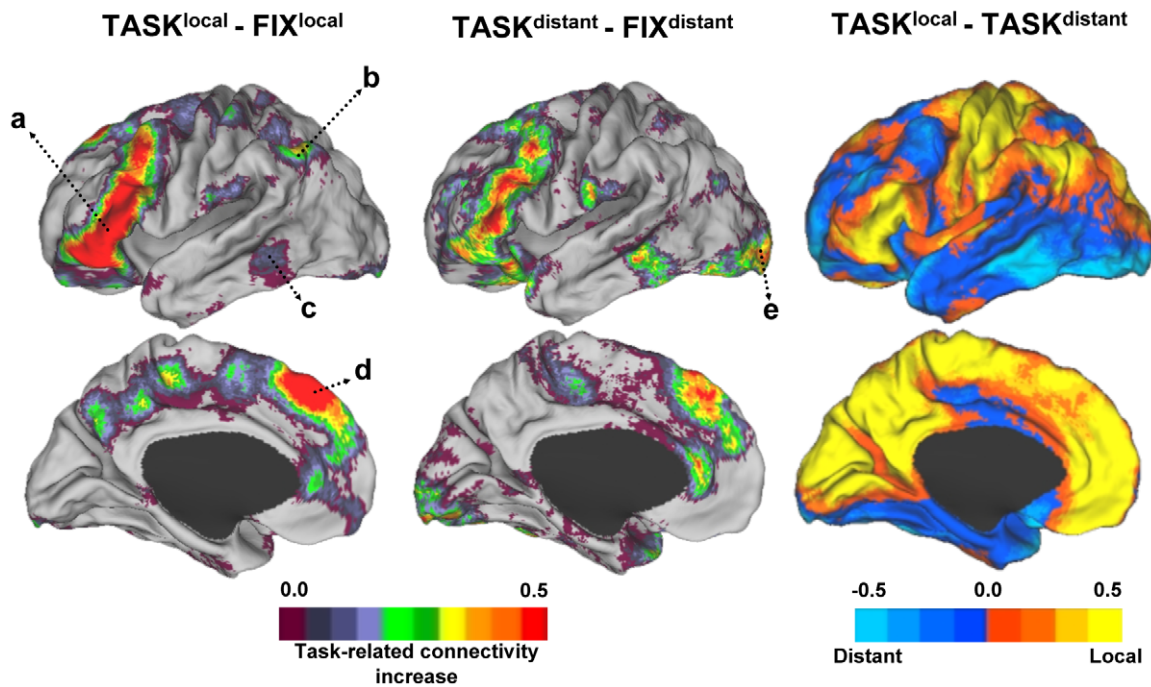 TASKlocal - FIXlocal
TASKdistant - FIXdistant
TASKlocal - TASKdistant
a
b
c
d
e
0.0 0.5
Task-related connectivity
increase
-0.5 0.0 0.5
Distant Local